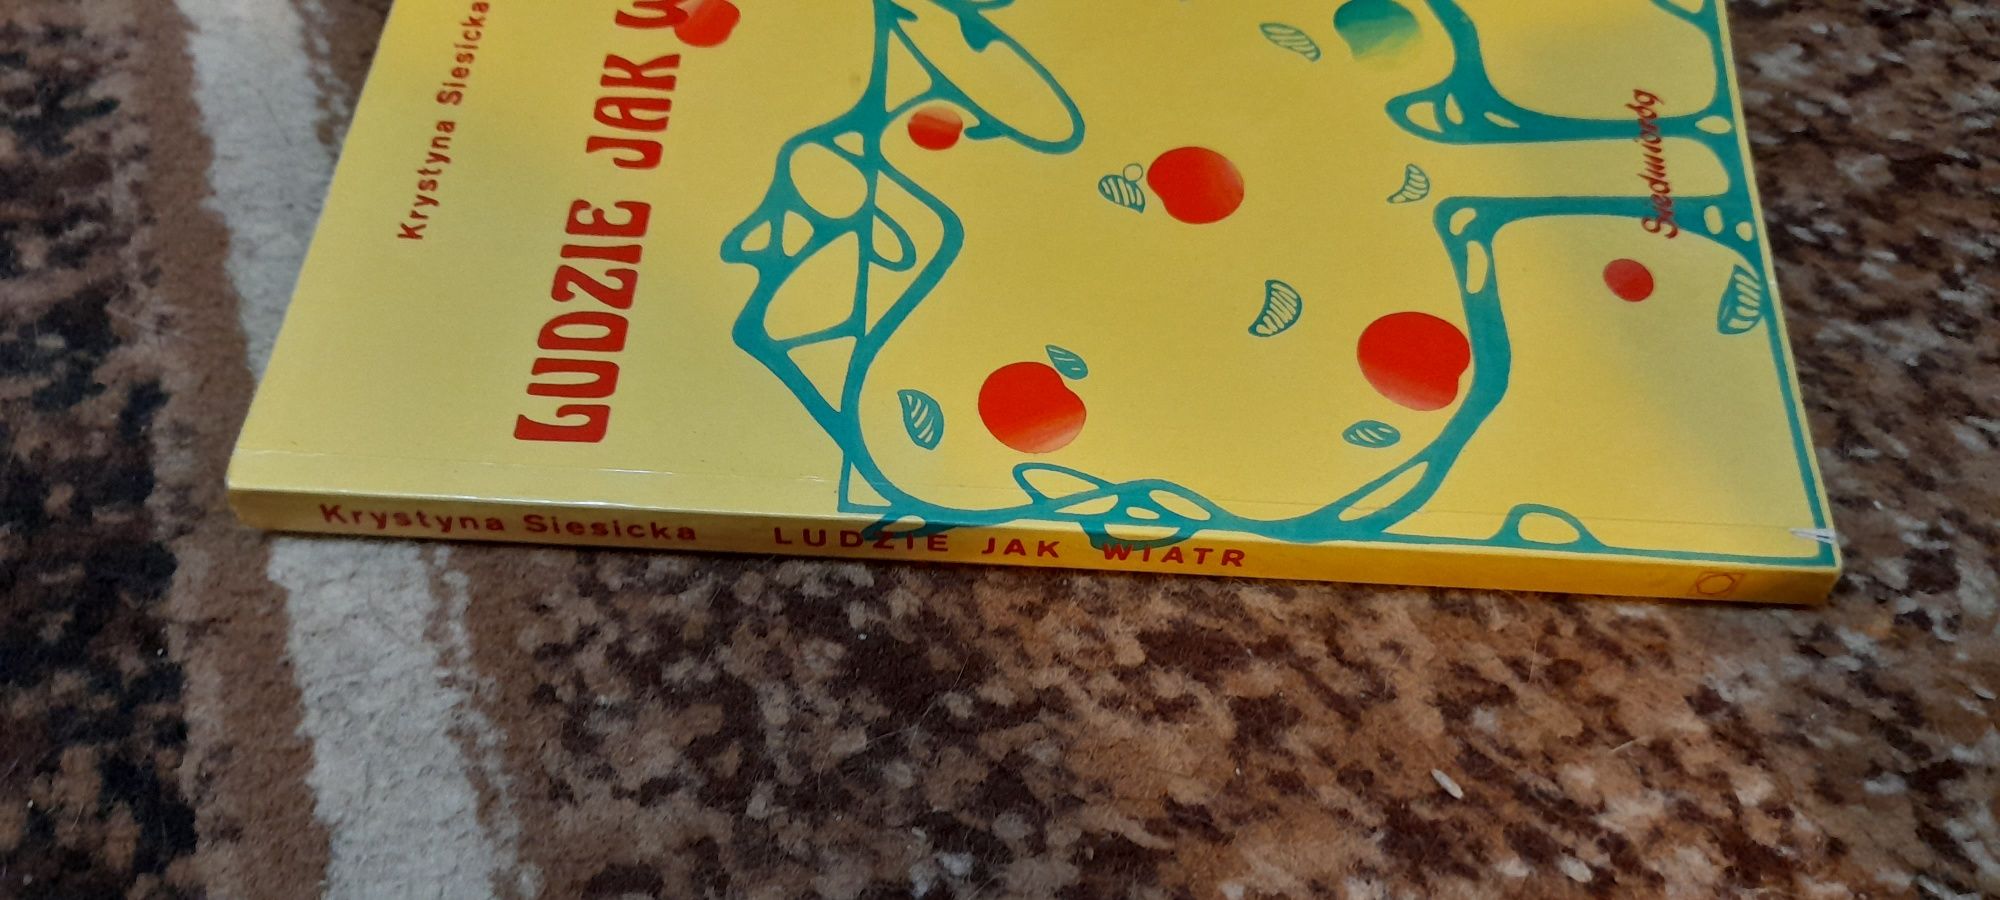 Krystyna Siesicka
LUDZIE JAK W
Siedmioróg
Krystyna Siesicka LUDZIE JAK WIATR